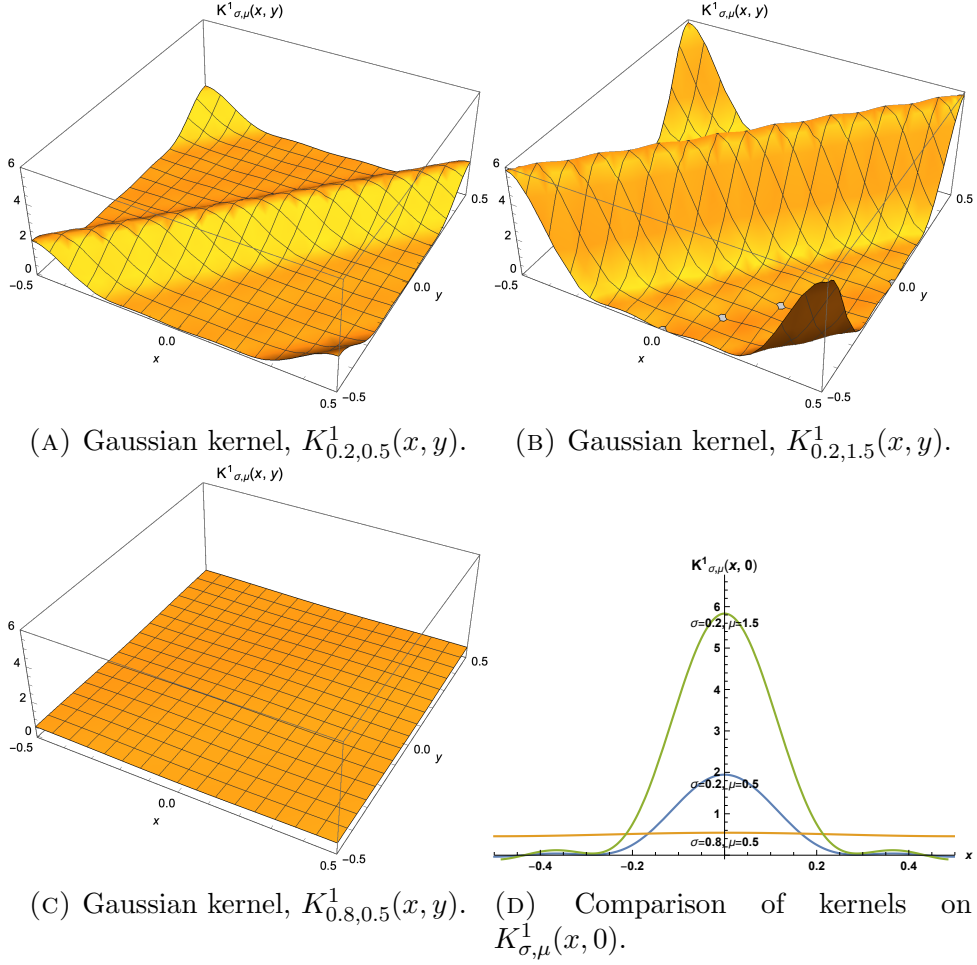 K¹σ,μ(x, y)
6
4
2
0
−0.5
0.0
x
0.5
−0.5
0.0
y
0.5
K¹σ,μ(x, y)
6
4
2
0
−0.5
0.0
x
0.5
−0.5
0.0
y
0.5
(A) Gaussian kernel, K¹0.2,0.5(x, y).
(B) Gaussian kernel, K¹0.2,1.5(x, y).
K¹σ,μ(x, y)
6
4
2
0
−0.5
0.0
x
0.5
−0.5
0.0
y
0.5
K¹σ,μ(x, 0)
6
σ=0.2, μ=1.5
5
4
3
2
σ=0.2, μ=0.5
1
σ=0.8, μ=0.5
x
−0.4
−0.2
0.2
0.4
(C) Gaussian kernel, K¹0.8,0.5(x, y).
(D) Comparison of kernels on
K¹σ,μ(x, 0).